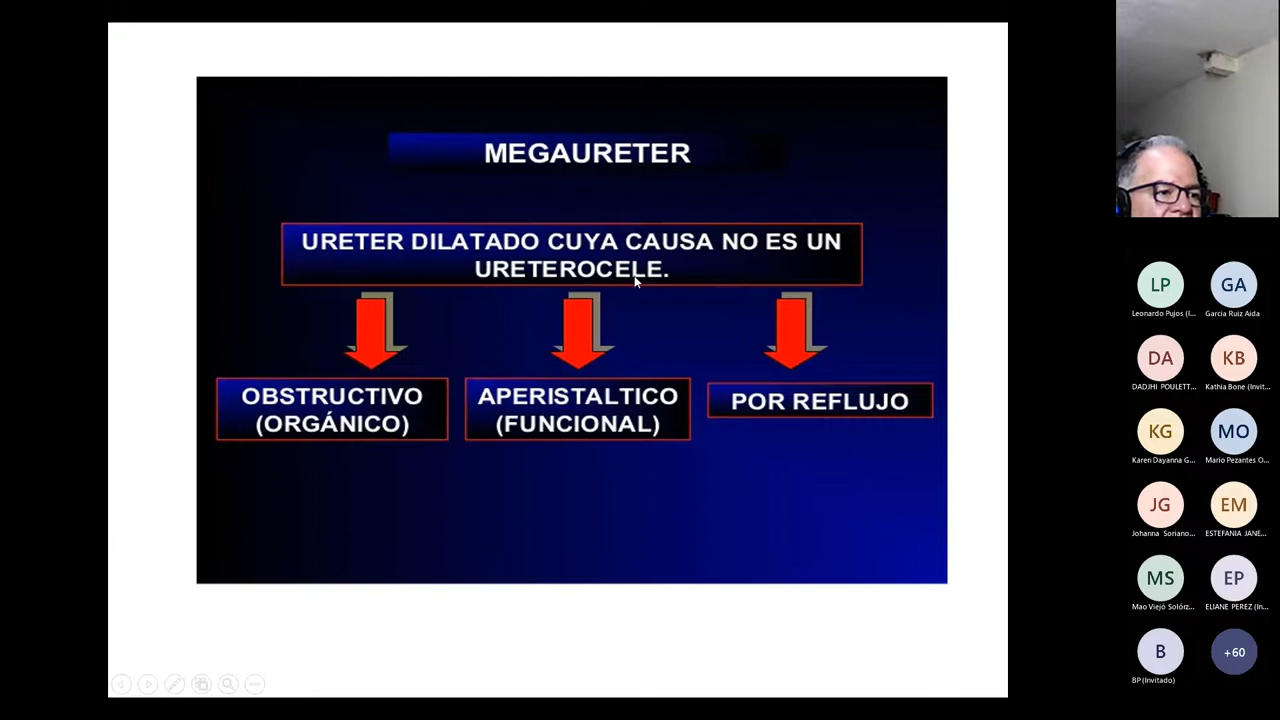 MEGAURETER
URETER DILATADO CUYA CAUSA NO ES UN
URETEROCELE.
OBSTRUCTIVO
(ORGÁNICO)
APERISTALTICO
(FUNCIONAL)
POR REFLUJO
LP
GA
Leonardo Pujos (I...
Garcia Ruiz Aida
DA
KB
DADJHI POULETT...
Kathia Bone (Invit...
KG
MO
Karen Dayanna G...
Mario Pezantes O...
JG
EM
Johanna Soriano...
ESTEFANIA JANE...
MS
EP
Mao Viejó Solórz...
ELIANE PEREZ (In...
B
+60
BP (Invitado)